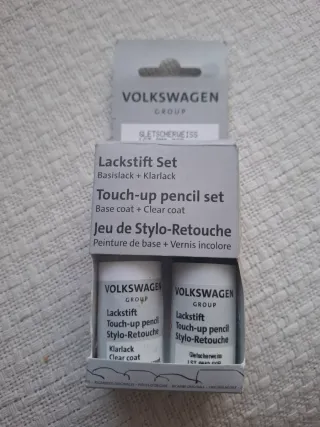 VOLKSWAGEN
GROUP
GLETSCHERWEISS
Lackstift Set
Basislack + Klarlack
Touch-up pencil set
Base coat + Clear coat
Jeu de Stylo-Retouche
Peinture de base + Vernis incolore
VOLKSWAGEN
GROUP
Lackstift
Touch-up pencil
Stylo-Retouche
Klarlack
Clear coat
VOLKSWAGEN
GROUP
Lackstift
Touch-up pencil
Stylo-Retouche
Gletscherweiss